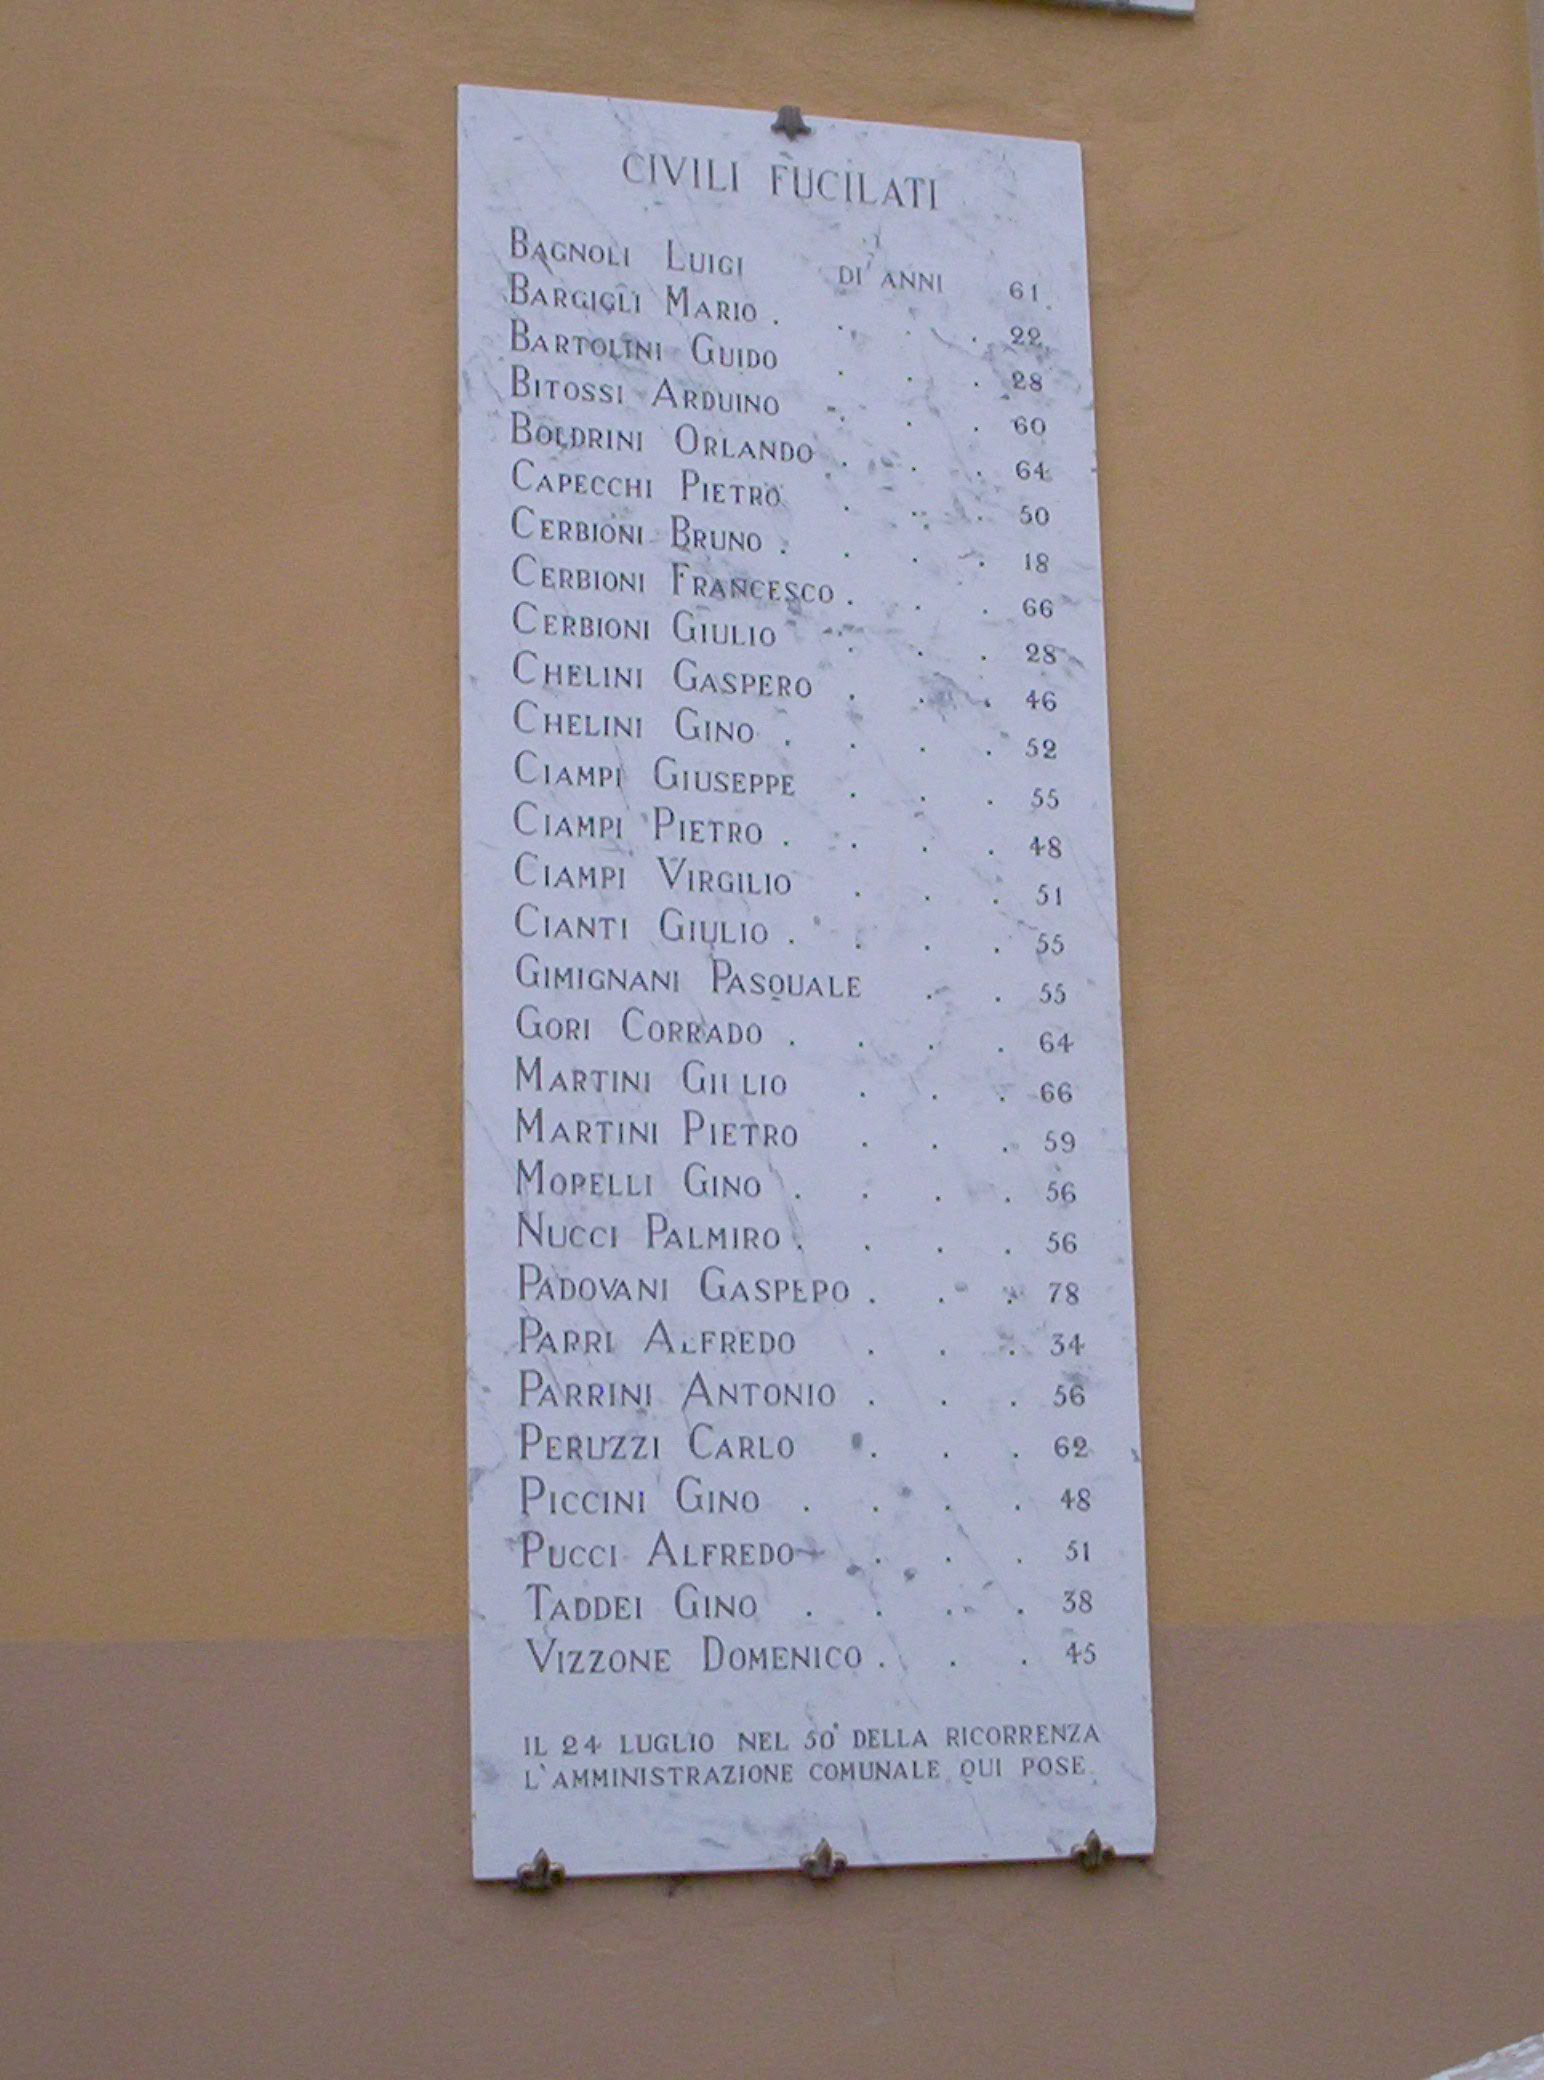 CIVILI FUCILATI
BAGNOLI LUIGI DI ANNI 61
BARGIGLI MARIO . . . . 22
BARTOLINI GUIDO . . . 28
BITOSSI ARDUINO . . . 60
BOLDRINI ORLANDO . . . 64
CAPECCHI PIETRO . . . 50
CERBIONI BRUNO . . . . 18
CERBIONI FRANCESCO . . . 66
CERBIONI GIULIO . . . 28
CHELINI GASPERO . . . 46
CHELINI GINO . . . . 52
CIAMPI GIUSEPPE . . . 55
CIAMPI PIETRO . . . . 48
CIAMPI VIRGILIO . . . 51
CIANTI GIULIO . . . . 55
GIMIGNANI PASQUALE . . 55
GORI CORRADO . . . . 64
MARTINI GIULIO . . . 66
MARTINI PIETRO . . . 59
MORELLI GINO . . . . 56
NUCCI PALMIRO . . . . 56
PADOVANI GASPERO . . . 78
PARRI ALFREDO . . . 34
PARRINI ANTONIO . . . 56
PERUZZI CARLO . . . 62
PICCINI GINO . . . . 48
PUCCI ALFREDO . . . 51
TADDEI GINO . . . . 38
VIZZONE DOMENICO . . . 45
IL 24 LUGLIO NEL 50° DELLA RICORRENZA
L'AMMINISTRAZIONE COMUNALE QUI POSE.